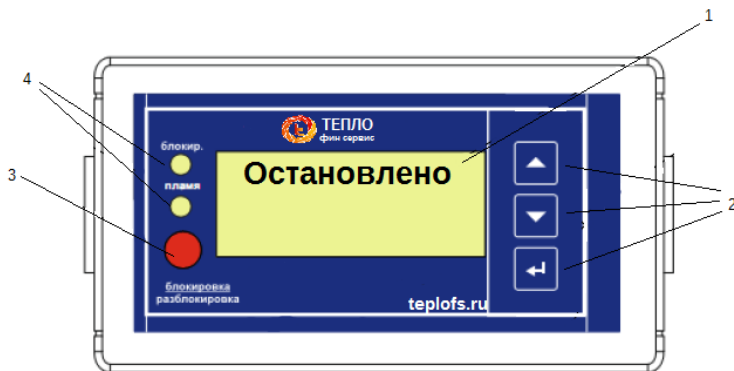 1
4
ТЕПЛО
фин сервис
блокир.
Остановлено
3
пламя
2
блокировка
разблокировка
teplofs.ru